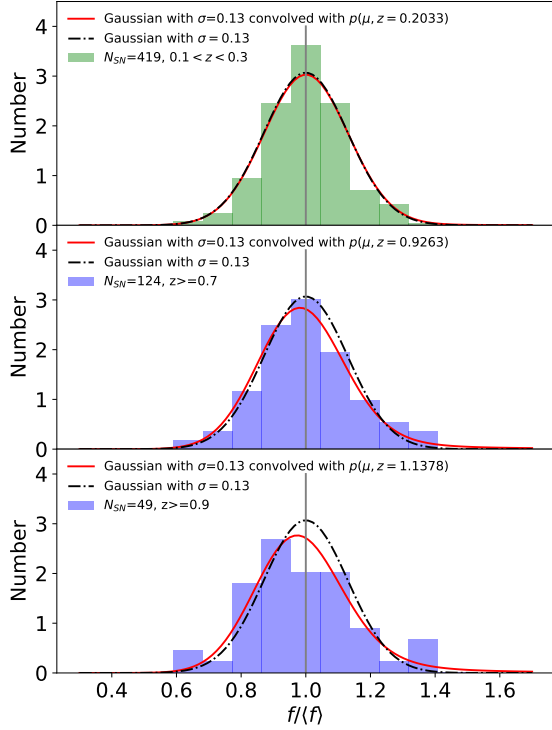 Gaussian with σ=0.13 convolved with p(μ, z = 0.2033)
Gaussian with σ = 0.13
N_SN=419, 0.1 < z < 0.3
Number
4
3
2
1
0
Gaussian with σ=0.13 convolved with p(μ, z = 0.9263)
Gaussian with σ = 0.13
N_SN=124, z>=0.7
Number
4
3
2
1
0
Gaussian with σ=0.13 convolved with p(μ, z = 1.1378)
Gaussian with σ = 0.13
N_SN=49, z>=0.9
Number
4
3
2
1
0
0.4 0.6 0.8 1.0 1.2 1.4 1.6
f/⟨f⟩